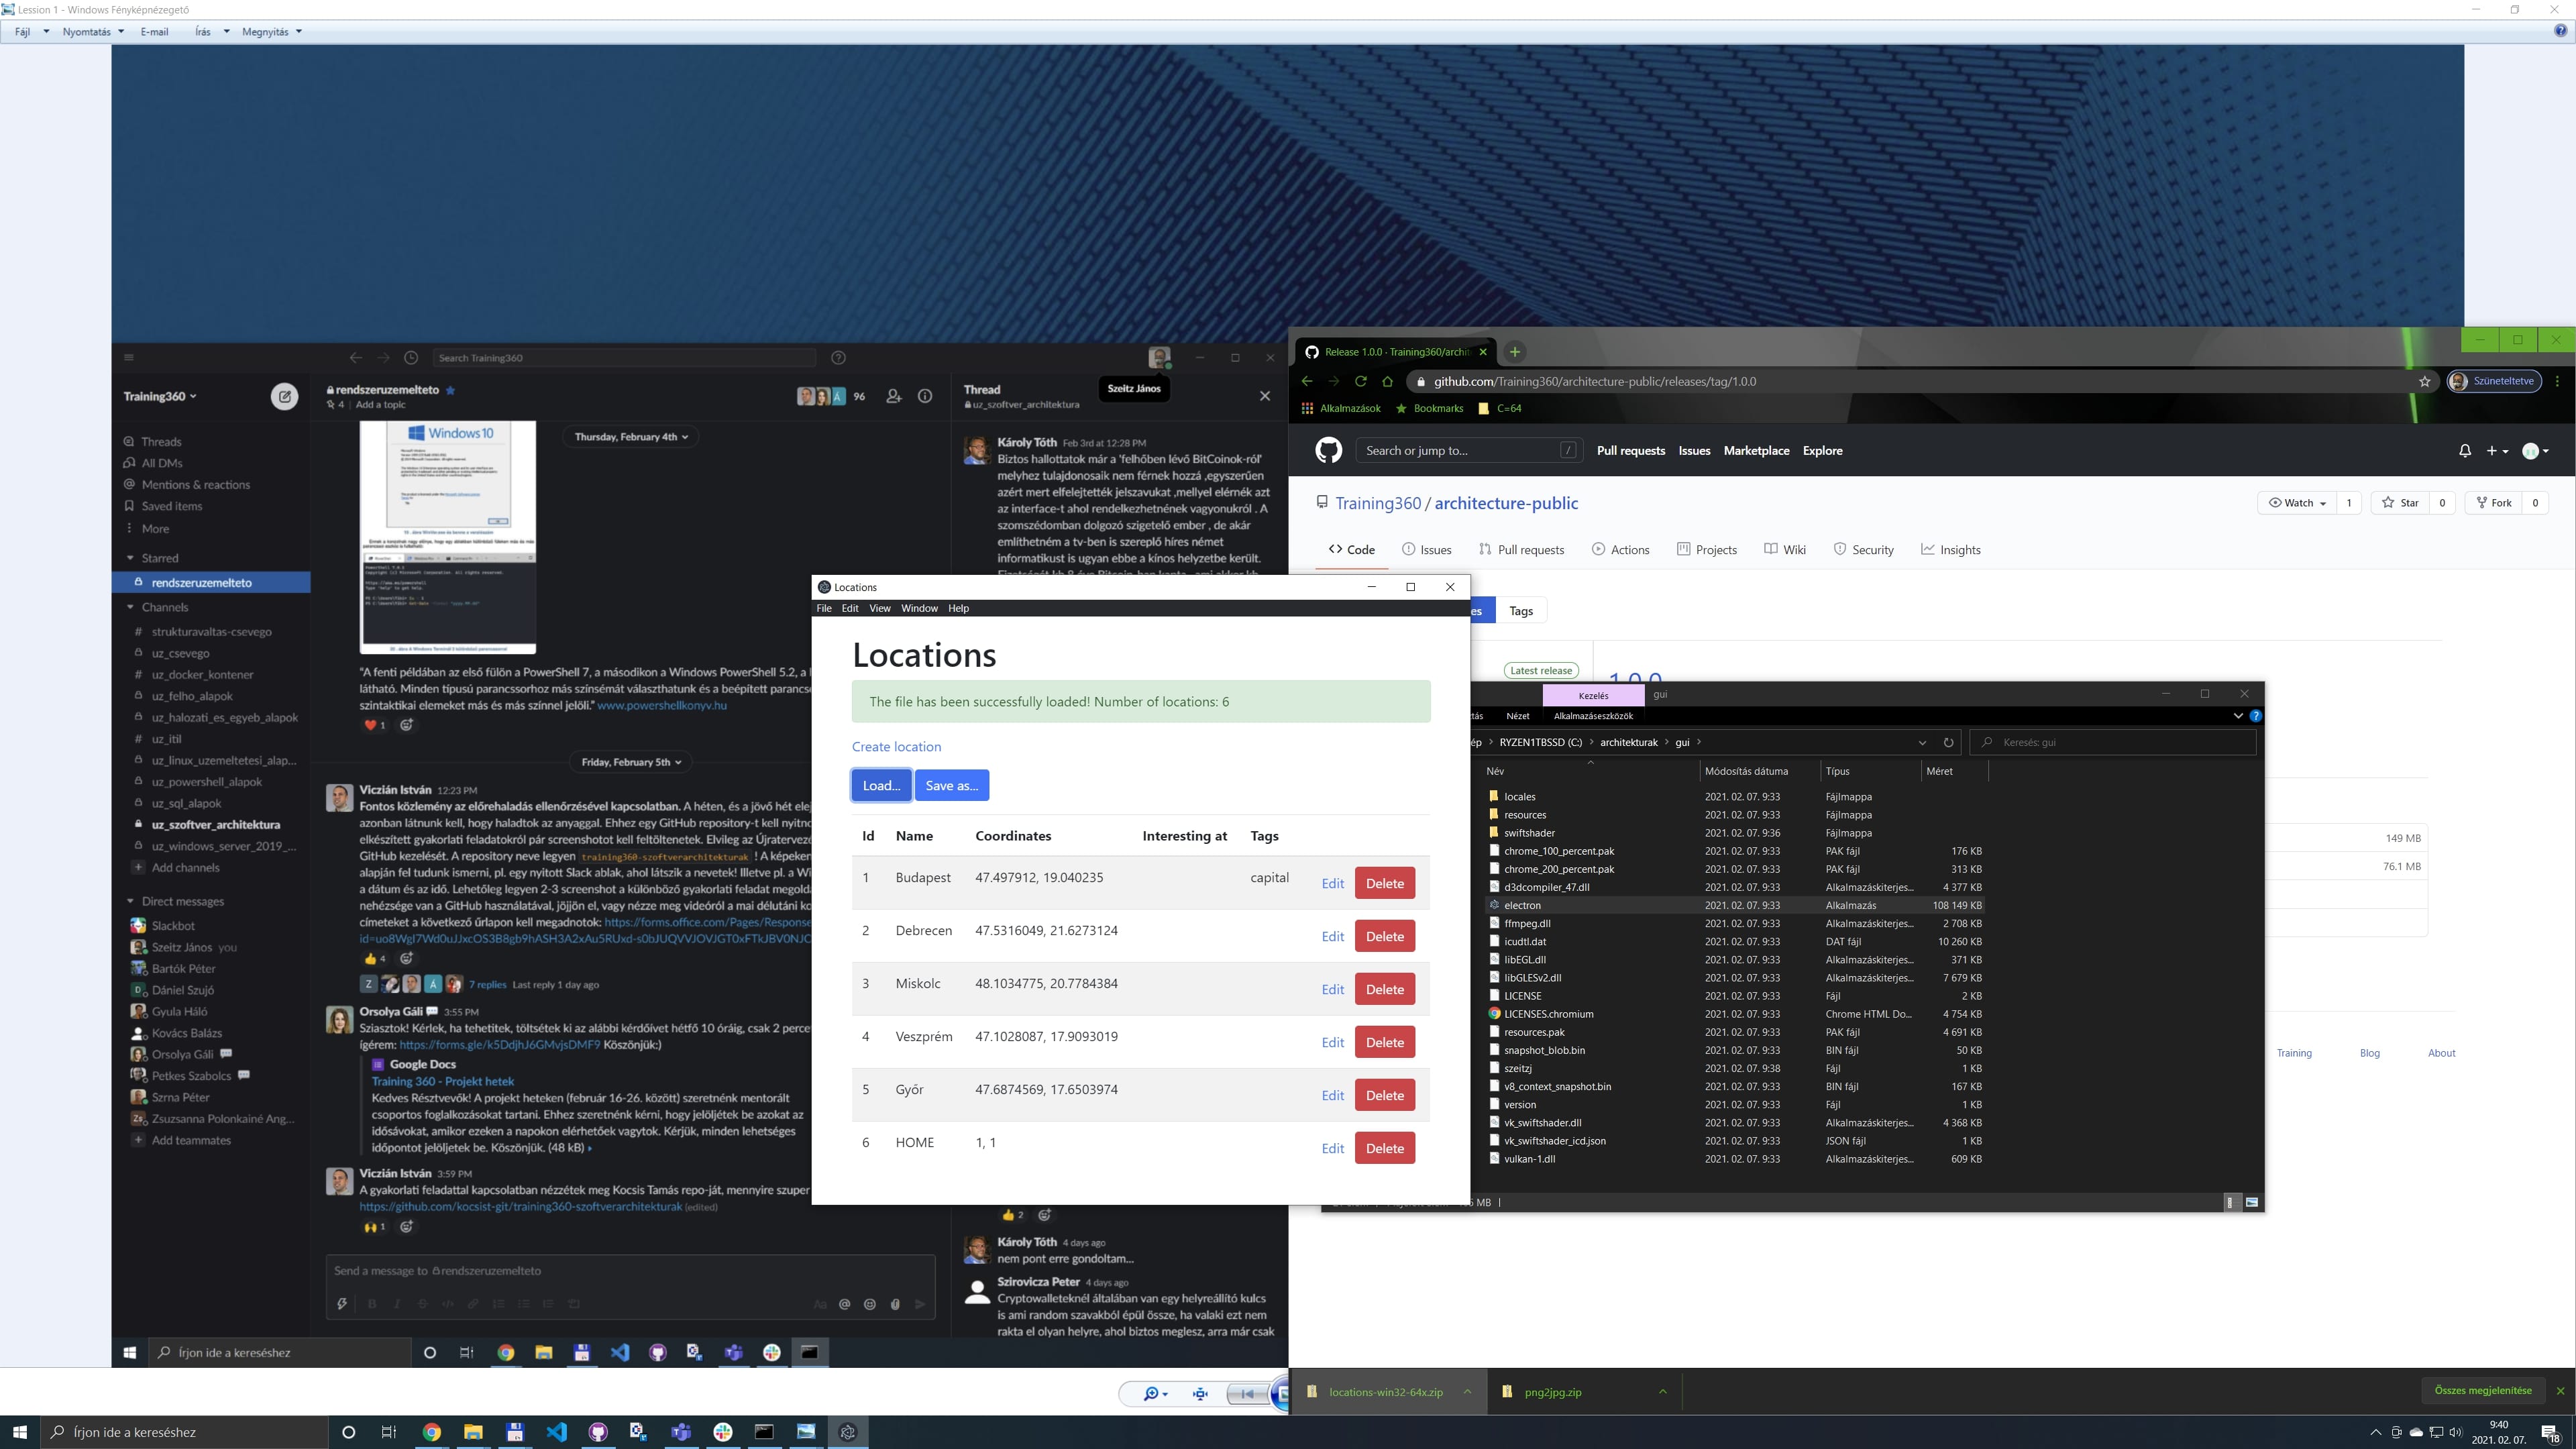 Lession 1 - Windows Fényképnézegető
Fájl Nyomtatás E-mail Írás Megnyitás
Search Training360
Training360
rendszeruzemelteto
4 | Add a topic
96
Szeitz János
Thread
uz_szoftver_architektura
Threads
All DMs
Mentions & reactions
Saved items
More
Starred
rendszeruzemelteto
Channels
# strukturavaltas-csevego
uz_csevego
# uz_docker_kontener
uz_felho_alapok
uz_halozati_es_egyeb_alapok
# uz_itil
uz_linux_uzemeltetesi_alap...
uz_powershell_alapok
uz_sql_alapok
uz_szoftver_architektura
uz_windows_server_2019_...
+ Add channels
Direct messages
Slackbot
Szeitz János you
Bartók Péter
Dániel Szujó
Gyula Háló
Kovács Balázs
Orsolya Gáli
Petkes Szabolcs
Szrna Péter
Zsuzsanna Polonkainé Ang...
+ Add teammates
Windows 10
Thursday, February 4th
"A fenti példában az első fülön a PowerShell 7, a másodikon a Windows PowerShell 5.2, a
látható. Minden típusú parancssorhoz más színsémát választhatunk és a beépített parancs
szintaktikai elemeket más és más színnel jelöli." www.powershellkonyv.hu
1
Friday, February 5th
Viczián István 12:23 PM
Fontos közlemény az előrehaladás ellenőrzésével kapcsolatban. A héten, és a jövő hét ele
azonban látnunk kell, hogy haladtok az anyaggal. Ehhez egy GitHub repository-t kell nyitno
elkészített gyakorlati feladatokról pár screenshotot kell feltöltenetek. Elvileg az Újraterveze
GitHub kezelését. A repository neve legyen training360-szoftverarchitekturak ! A képeken
alapján fel tudunk ismerni, pl. egy nyitott Slack ablak, ahol látszik a nevetek! Illetve pl. a Wi
a dátum és az idő. Lehetőleg legyen 2-3 screenshot a különböző gyakorlati feladat megold
nehézsége van a GitHub használatával, jöjjön el, vagy nézze meg videóról a mai délutáni ko
címeteket a következő űrlapon kell megadnotok: https://forms.office.com/Pages/Response
id=uo8WgI7Wd0uJJxcOS3B8gb9hASH3A2xAu5RUxd-s0bJUQVVJOVJGT0xFTkJBV0NJC
4
7 replies Last reply 1 day ago
Orsolya Gáli 3:55 PM
Sziasztok! Kérlek, ha tehetitek, töltsétek ki az alábbi kérdőívet hétfő 10 óráig, csak 2 perce
ígérem: https://forms.gle/k5DdjhJ6GMvjsDMF9 Köszönjük:)
Google Docs
Training 360 - Projekt hetek
Kedves Résztvevők! A projekt heteken (február 16-26. között) szeretnénk mentorált
csoportos foglalkozásokat tartani. Ehhez szeretnénk kérni, hogy jelöljétek be azokat az
idősávokat, amikor ezeken a napokon elérhetőek vagytok. Kérjük, minden lehetséges
időpontot jelöljetek be. Köszönjük. (48 kB)
Viczián István 3:59 PM
A gyakorlati feladattal kapcsolatban nézzétek meg Kocsis Tamás repo-ját, mennyire szuper
https://github.com/kocsist-git/training360-szoftverarchitekturak (edited)
1
Send a message to rendszeruzemelteto
Károly Tóth Feb 3rd at 12:28 PM
Biztos hallottatok már a 'felhőben lévő BitCoinok-ról'
melyhez tulajdonosaik nem férnek hozzá ,egyszerűen
azért mert elfelejtették jelszavukat ,mellyel elérnék azt
az interface-t ahol rendelkezhetnének vagyonukról . A
szomszédomban dolgozó szigetelő ember , de akár
említhetném a tv-ben is szereplő híres német
informatikust is ugyan ebbe a kínos helyzetbe került.
2
Károly Tóth 4 days ago
nem pont erre gondoltam...
Szirovicza Peter 4 days ago
Cryptowalleteknél általában van egy helyreállító kulcs
is ami random szavakból épül össze, ha valaki ezt nem
rakta el olyan helyre, ahol biztos meglesz, arra már csak
Írjon ide a kereséshez
Release 1.0.0 · Training360/archit
github.com/Training360/architecture-public/releases/tag/1.0.0
Szüneteltetve
Alkalmazások Bookmarks C=64
Search or jump to... /
Pull requests Issues Marketplace Explore
Training360 / architecture-public
Watch 1 Star 0 Fork 0
Code Issues Pull requests Actions Projects Wiki Security Insights
es Tags
Latest release
1.0.0
149 MB
76.1 MB
Training Blog About
Locations
File Edit View Window Help
Locations
The file has been successfully loaded! Number of locations: 6
Create location
Load... Save as...
Id Name Coordinates Interesting at Tags
1 Budapest 47.497912, 19.040235 capital Edit Delete
2 Debrecen 47.5316049, 21.6273124 Edit Delete
3 Miskolc 48.1034775, 20.7784384 Edit Delete
4 Veszprém 47.1028087, 17.9093019 Edit Delete
5 Győr 47.6874569, 17.6503974 Edit Delete
6 HOME 1, 1 Edit Delete
Kezelés gui
tás Nézet Alkalmazáseszközök
ép > RYZEN1TBSSD (C:) > architekturak > gui >
Keresés: gui
Név Módosítás dátuma Típus Méret
locales 2021. 02. 07. 9:33 Fájlmappa
resources 2021. 02. 07. 9:33 Fájlmappa
swiftshader 2021. 02. 07. 9:36 Fájlmappa
chrome_100_percent.pak 2021. 02. 07. 9:33 PAK fájl 176 KB
chrome_200_percent.pak 2021. 02. 07. 9:33 PAK fájl 313 KB
d3dcompiler_47.dll 2021. 02. 07. 9:33 Alkalmazáskiterjes... 4 377 KB
electron 2021. 02. 07. 9:33 Alkalmazás 108 149 KB
ffmpeg.dll 2021. 02. 07. 9:33 Alkalmazáskiterjes... 2 708 KB
icudtl.dat 2021. 02. 07. 9:33 DAT fájl 10 260 KB
libEGL.dll 2021. 02. 07. 9:33 Alkalmazáskiterjes... 371 KB
libGLESv2.dll 2021. 02. 07. 9:33 Alkalmazáskiterjes... 7 679 KB
LICENSE 2021. 02. 07. 9:33 Fájl 2 KB
LICENSES.chromium 2021. 02. 07. 9:33 Chrome HTML Do... 4 754 KB
resources.pak 2021. 02. 07. 9:33 PAK fájl 4 691 KB
snapshot_blob.bin 2021. 02. 07. 9:33 BIN fájl 50 KB
szeitzj 2021. 02. 07. 9:38 Fájl 1 KB
v8_context_snapshot.bin 2021. 02. 07. 9:33 BIN fájl 167 KB
version 2021. 02. 07. 9:33 Fájl 1 KB
vk_swiftshader.dll 2021. 02. 07. 9:33 Alkalmazáskiterjes... 4 368 KB
vk_swiftshader_icd.json 2021. 02. 07. 9:33 JSON fájl 1 KB
vulkan-1.dll 2021. 02. 07. 9:33 Alkalmazáskiterjes... 609 KB
MB
locations-win32-64x.zip png2jpg.zip Összes megjelenítése
Írjon ide a kereséshez
9:40
2021. 02. 07.
18